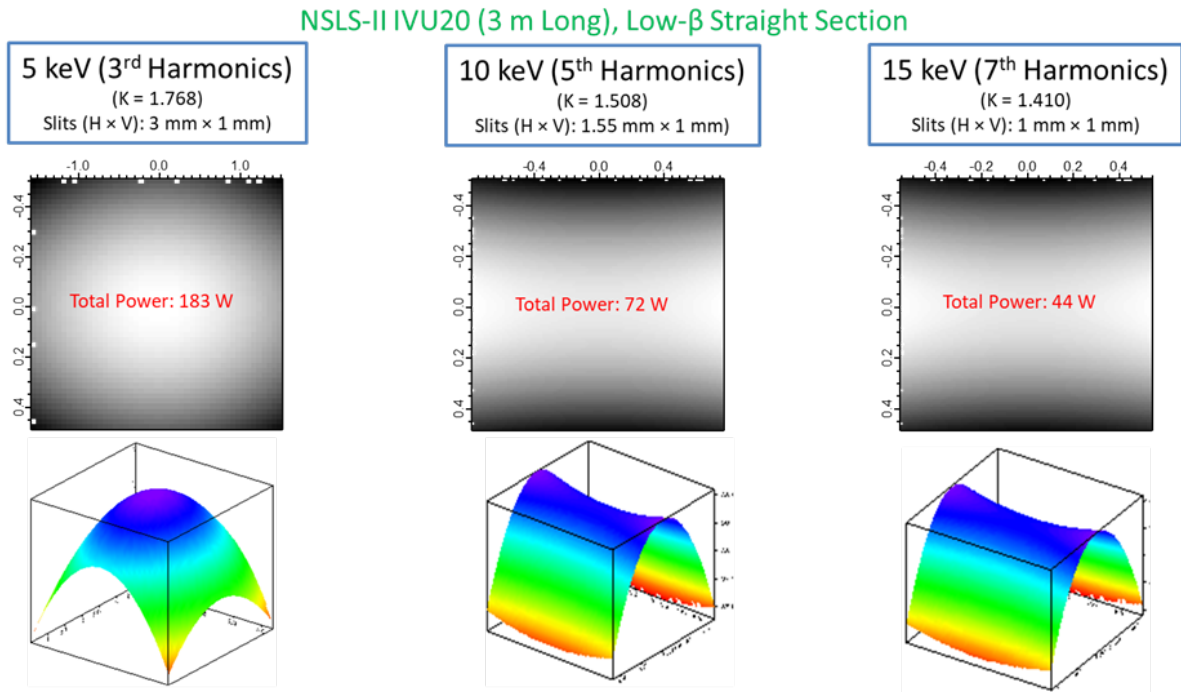 NSLS-II IVU20 (3 m Long), Low-β Straight Section
5 keV (3rd Harmonics)
(K = 1.768)
Slits (H × V): 3 mm × 1 mm)
10 keV (5th Harmonics)
(K = 1.508)
Slits (H × V): 1.55 mm × 1 mm)
15 keV (7th Harmonics)
(K = 1.410)
Slits (H × V): 1 mm × 1 mm)
-1.0 0.0 1.0
-0.4
-0.2
0.0
0.2
0.4
Total Power: 183 W
-0.4 0.0 0.4
-0.4
-0.2
0.0
0.2
0.4
Total Power: 72 W
-0.4 -0.2 0.0 0.2 0.4
-0.4
-0.2
0.0
0.2
0.4
Total Power: 44 W